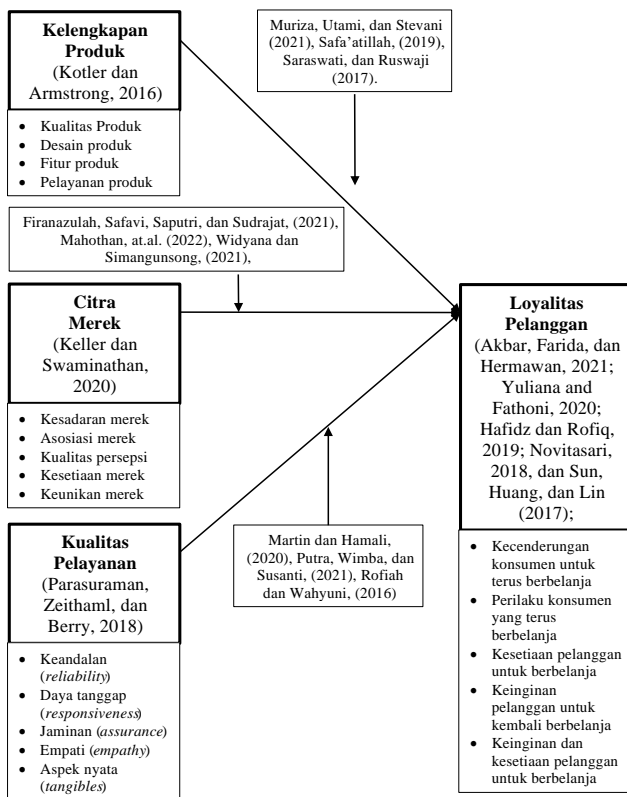 Kelengkapan
Produk
(Kotler dan
Armstrong, 2016)
• Kualitas Produk
• Desain produk
• Fitur produk
• Pelayanan produk
Muriza, Utami, dan Stevani
(2021), Safa’atillah, (2019),
Saraswati, dan Ruswaji
(2017).
Firanazulah, Safavi, Saputri, dan Sudrajat, (2021),
Mahothan, at.al. (2022), Widyana dan
Simangunsong, (2021),
Citra
Merek
(Keller dan
Swaminathan,
2020)
• Kesadaran merek
• Asosiasi merek
• Kualitas persepsi
• Kesetiaan merek
• Keunikan merek
Kualitas
Pelayanan
(Parasuraman,
Zeithaml, dan
Berry, 2018)
• Keandalan
(reliability)
• Daya tanggap
(responsiveness)
• Jaminan (assurance)
• Empati (empathy)
• Aspek nyata
(tangibles)
Martin dan Hamali,
(2020), Putra, Wimba, dan
Susanti, (2021), Rofiah
dan Wahyuni, (2016)
Loyalitas
Pelanggan
(Akbar, Farida, dan
Hermawan, 2021;
Yuliana and
Fathoni, 2020;
Hafidz dan Rofiq,
2019; Novitasari,
2018, dan Sun,
Huang, dan Lin
(2017);
• Kecenderungan
konsumen untuk
terus berbelanja
• Perilaku konsumen
yang terus
berbelanja
• Kesetiaan pelanggan
untuk berbelanja
• Keinginan
pelanggan untuk
kembali berbelanja
• Keinginan dan
kesetiaan pelanggan
untuk berbelanja